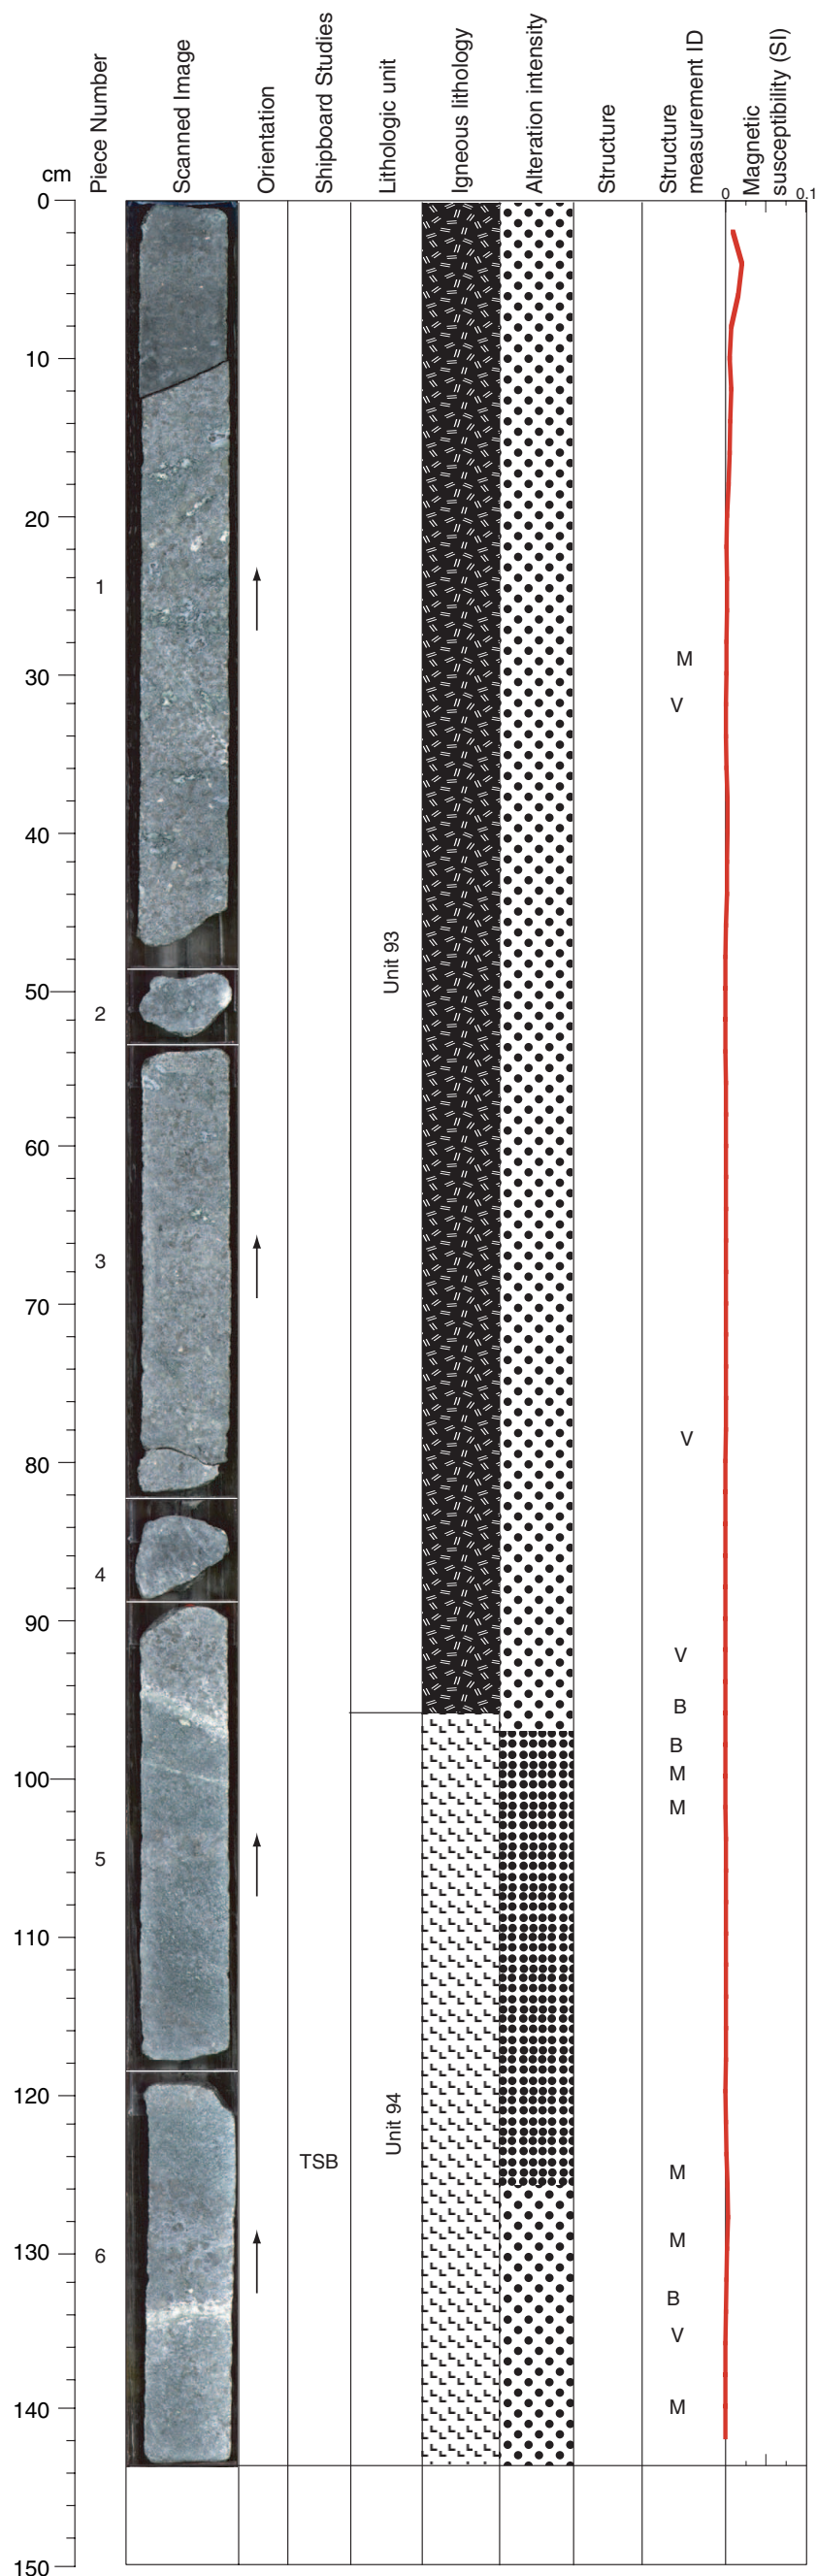 cm
Piece Number
Scanned Image
Orientation
Shipboard Studies
Lithologic unit
Igneous lithology
Alteration intensity
Structure
Structure
measurement ID
Magnetic
susceptibility (SI)
0
0.1
0
10
20
1
30
M
V
40
Unit 93
50
2
60
3
70
80
V
4
90
V
B
B
100
M
M
5
110
120
Unit 94
TSB
M
130
6
M
B
V
140
M
150